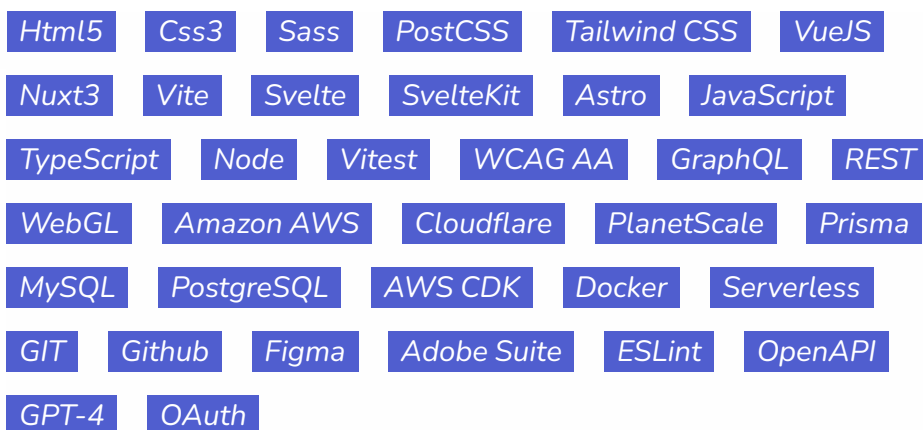 Html5 Css3 Sass PostCSS Tailwind CSS VueJS
Nuxt3 Vite Svelte SvelteKit Astro JavaScript
TypeScript Node Vitest WCAG AA GraphQL REST
WebGL Amazon AWS Cloudflare PlanetScale Prisma
MySQL PostgreSQL AWS CDK Docker Serverless
GIT Github Figma Adobe Suite ESLint OpenAPI
GPT-4 OAuth